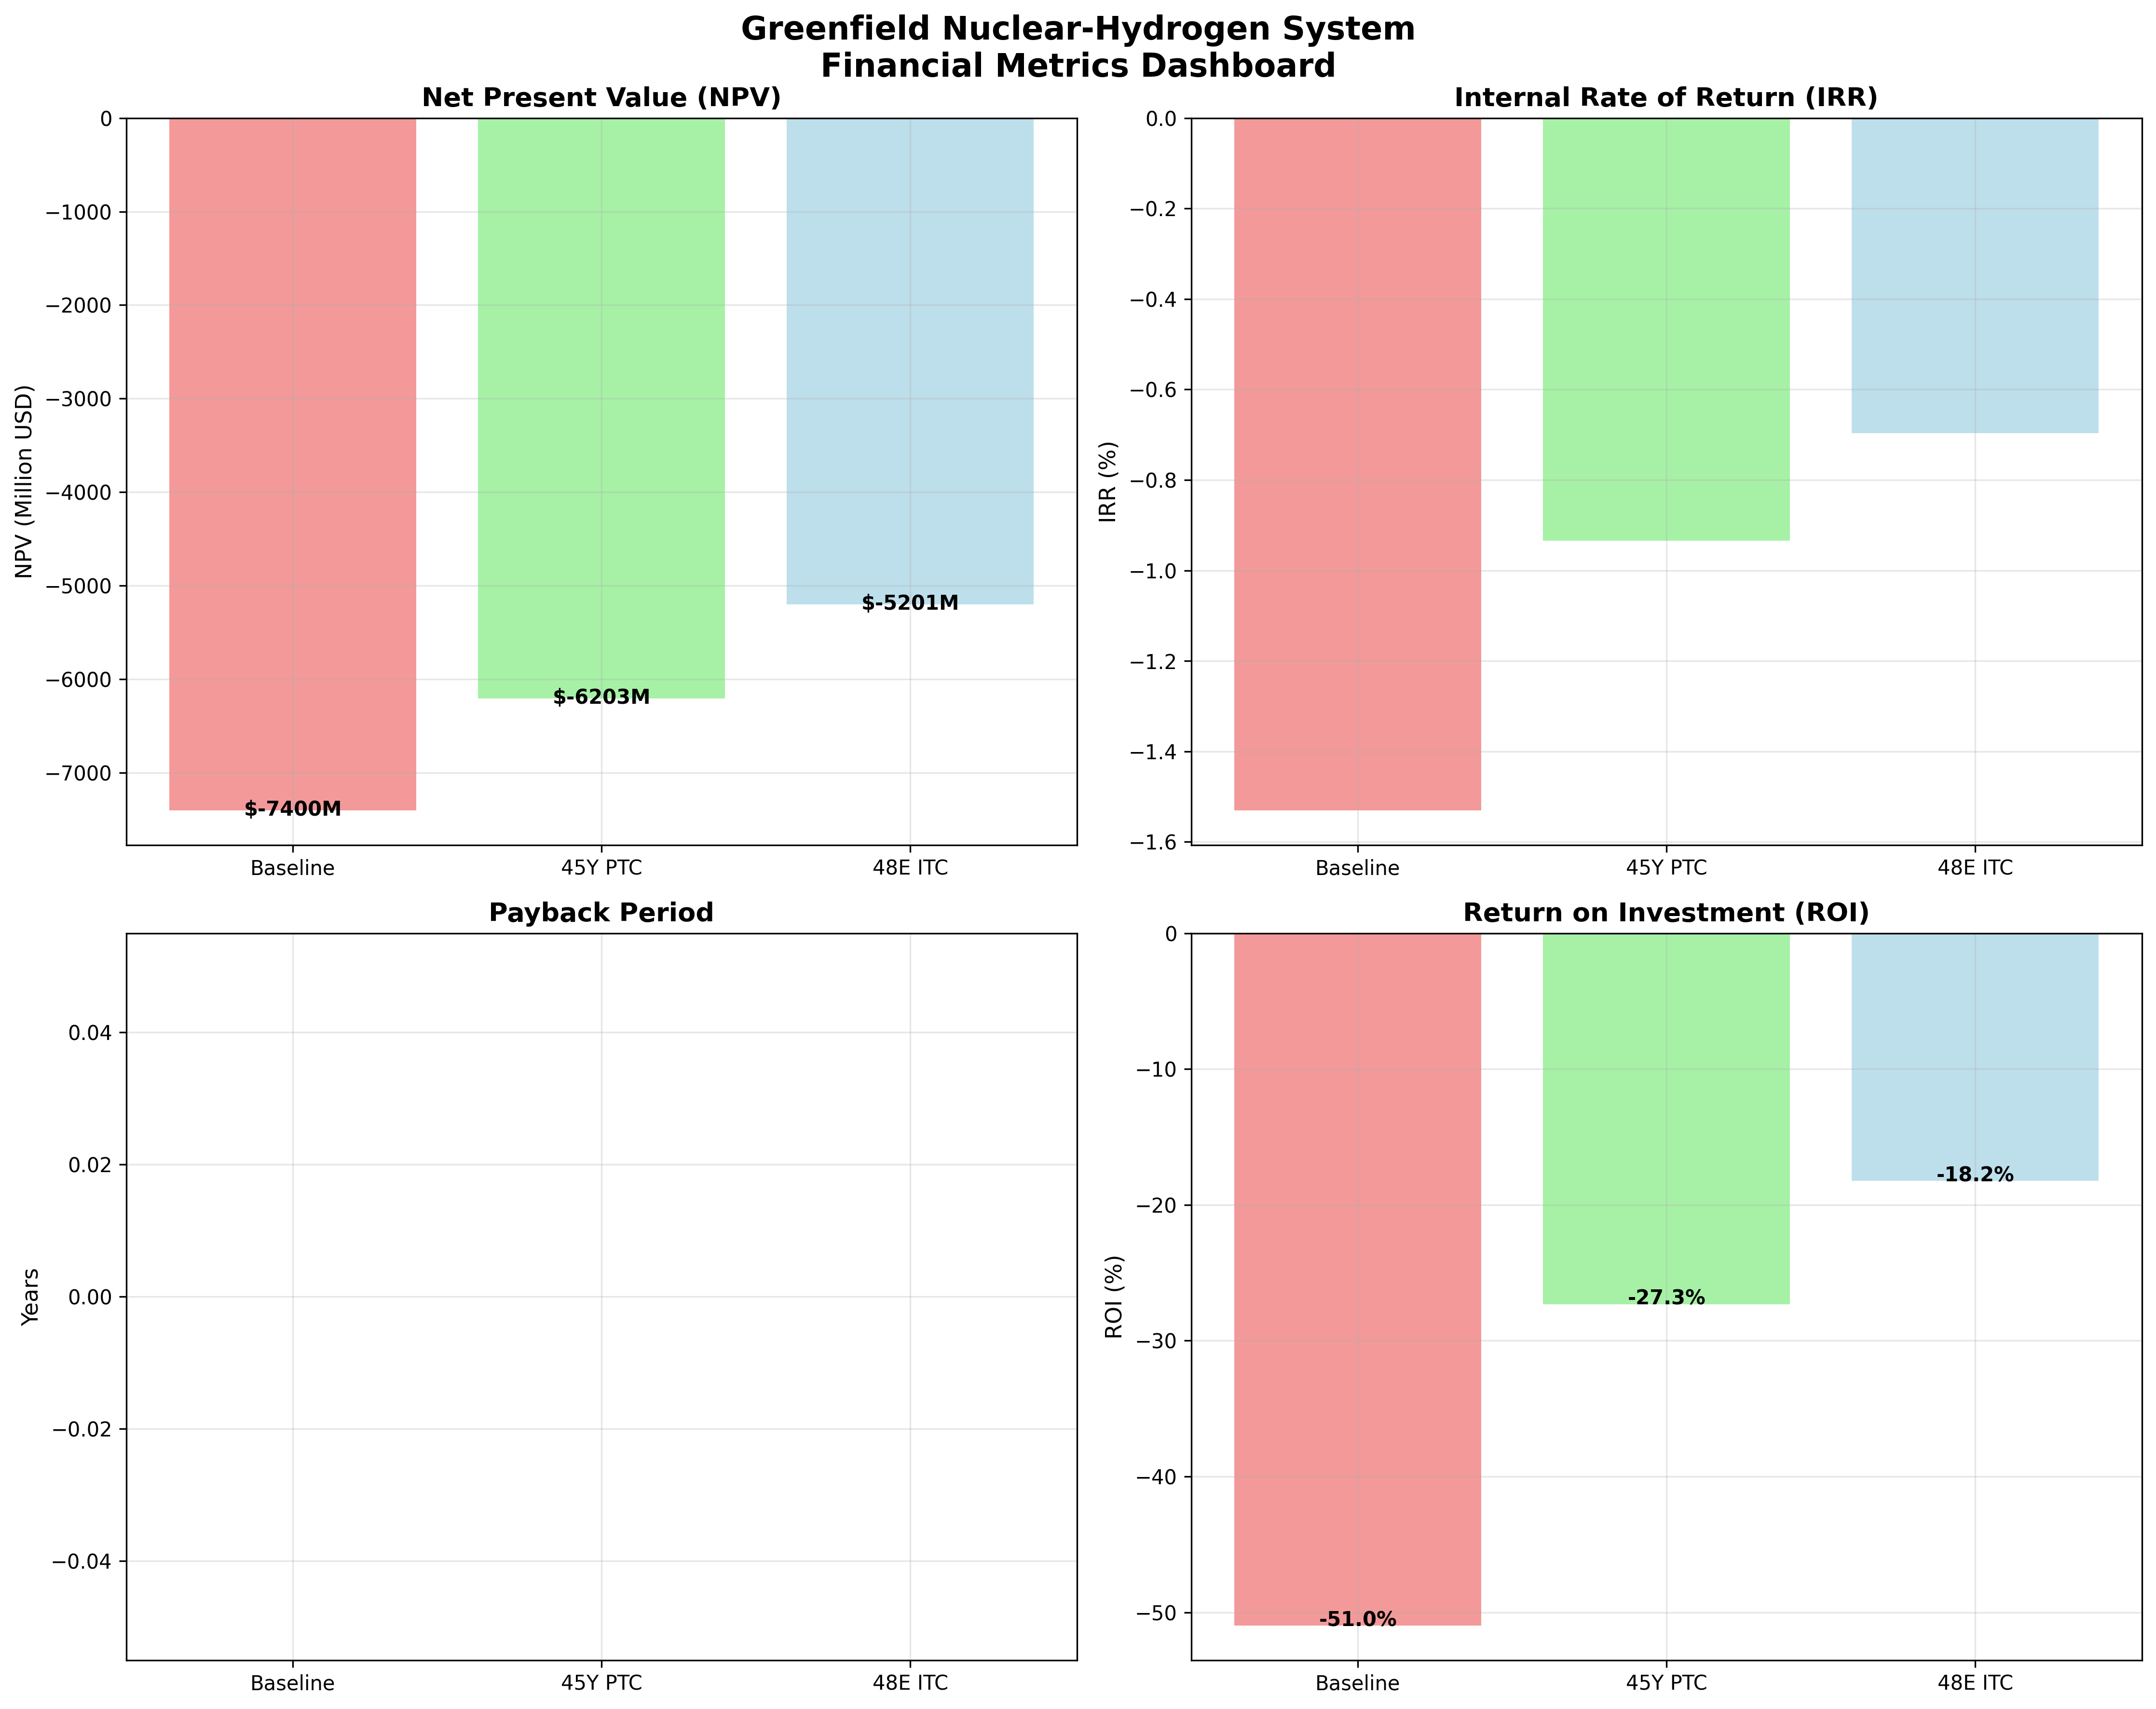 Greenfield Nuclear-Hydrogen System
Financial Metrics Dashboard
Net Present Value (NPV)
NPV (Million USD)
0
−1000
−2000
−3000
−4000
−5000
−6000
−7000
$-7400M
$-6203M
$-5201M
Baseline
45Y PTC
48E ITC
Internal Rate of Return (IRR)
IRR (%)
0.0
−0.2
−0.4
−0.6
−0.8
−1.0
−1.2
−1.4
−1.6
Baseline
45Y PTC
48E ITC
Payback Period
Years
0.04
0.02
0.00
−0.02
−0.04
Baseline
45Y PTC
48E ITC
Return on Investment (ROI)
ROI (%)
0
−10
−20
−30
−40
−50
-51.0%
-27.3%
-18.2%
Baseline
45Y PTC
48E ITC